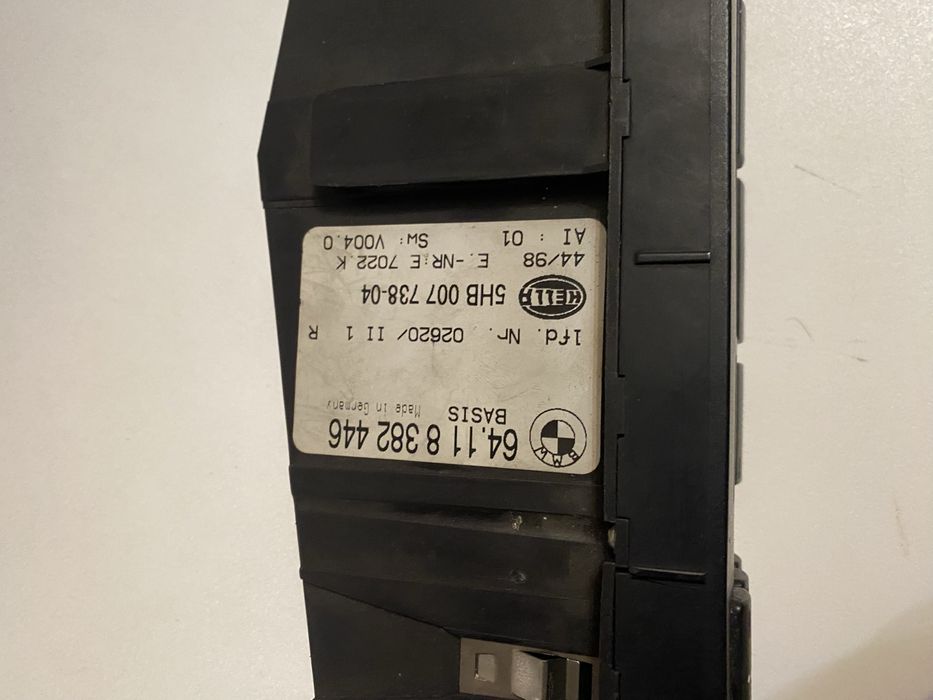 BMW
64.11 8 382 446
BASIS
Made in Germany
lfd. Nr. 02620/ II 1 R
HELLA
5HB 007 738-04
44/98 E.-NR:E 7022.K
AI : 01 SW: V004.0